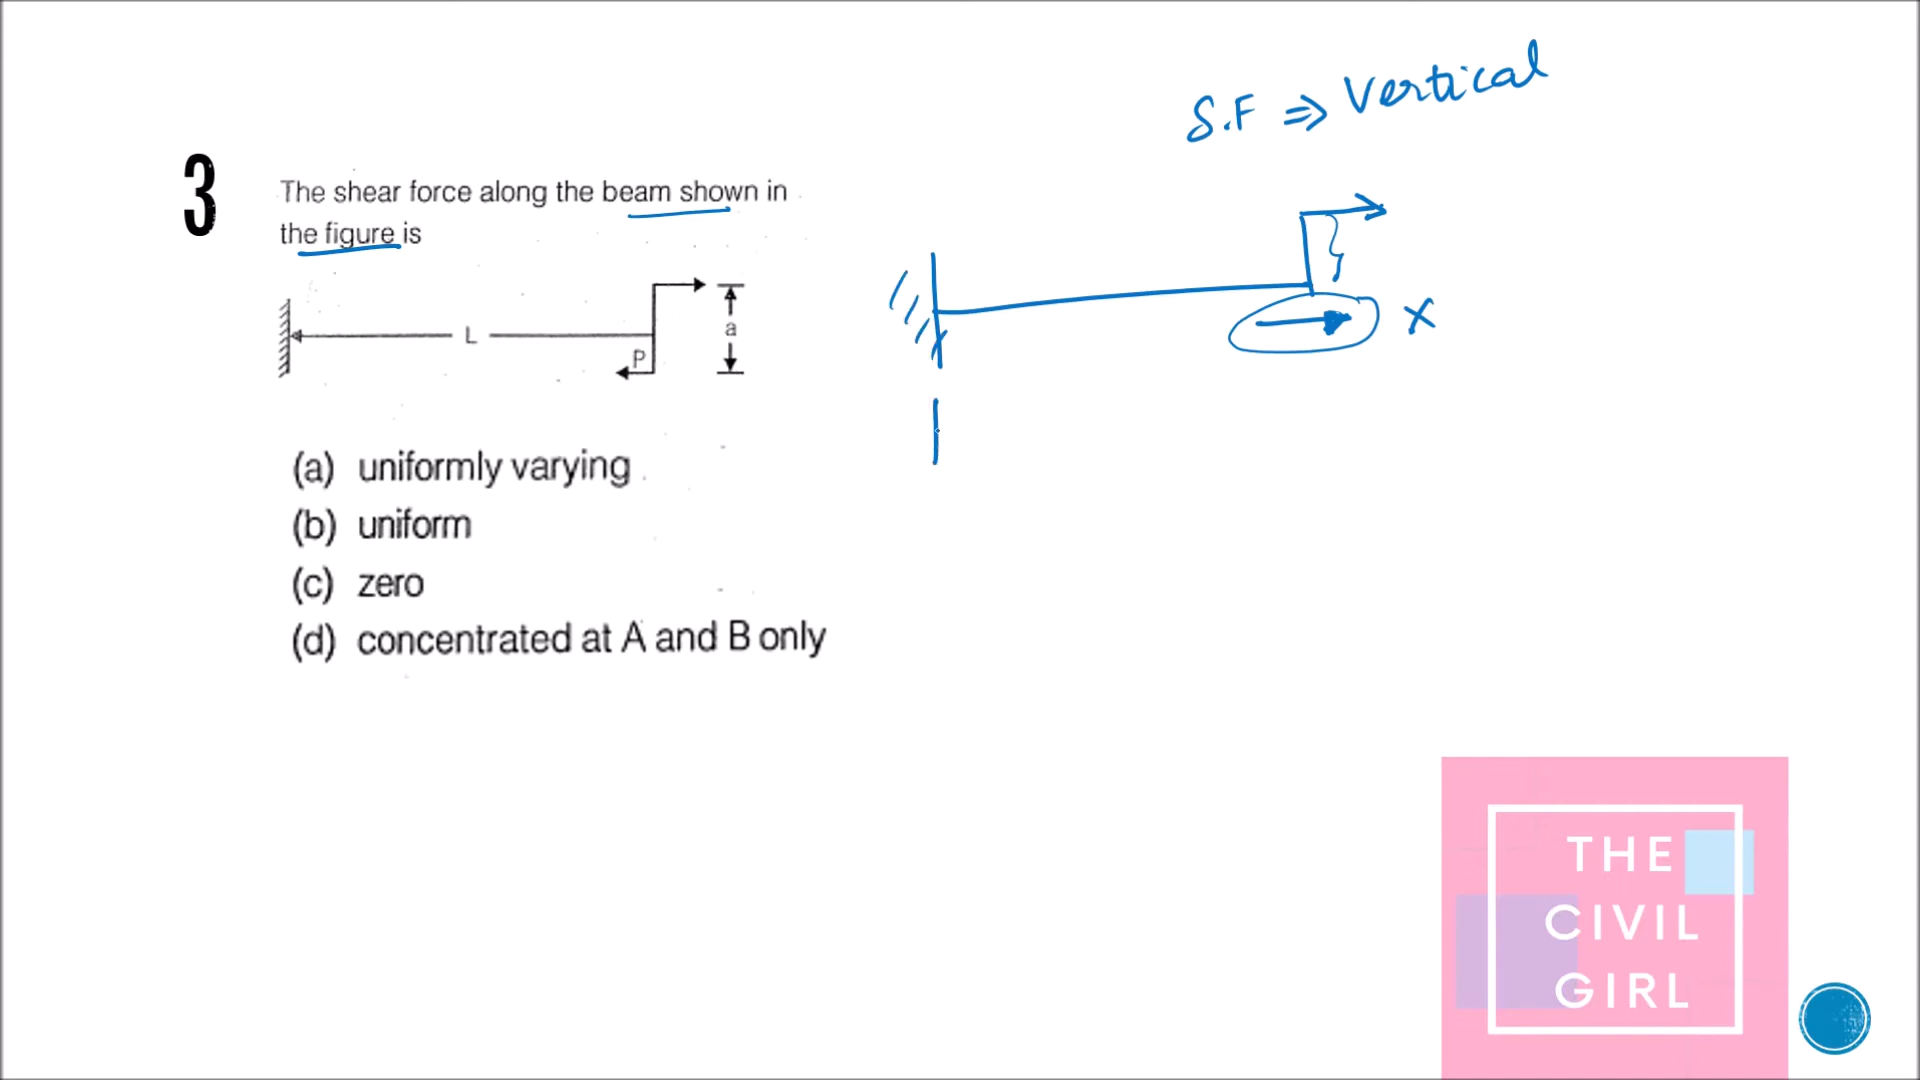 S.F ⇒ Vertical
3
The shear force along the beam shown in
the figure is
L
a
P
X
(a) uniformly varying
(b) uniform
(c) zero
(d) concentrated at A and B only
THE
CIVIL
GIRL